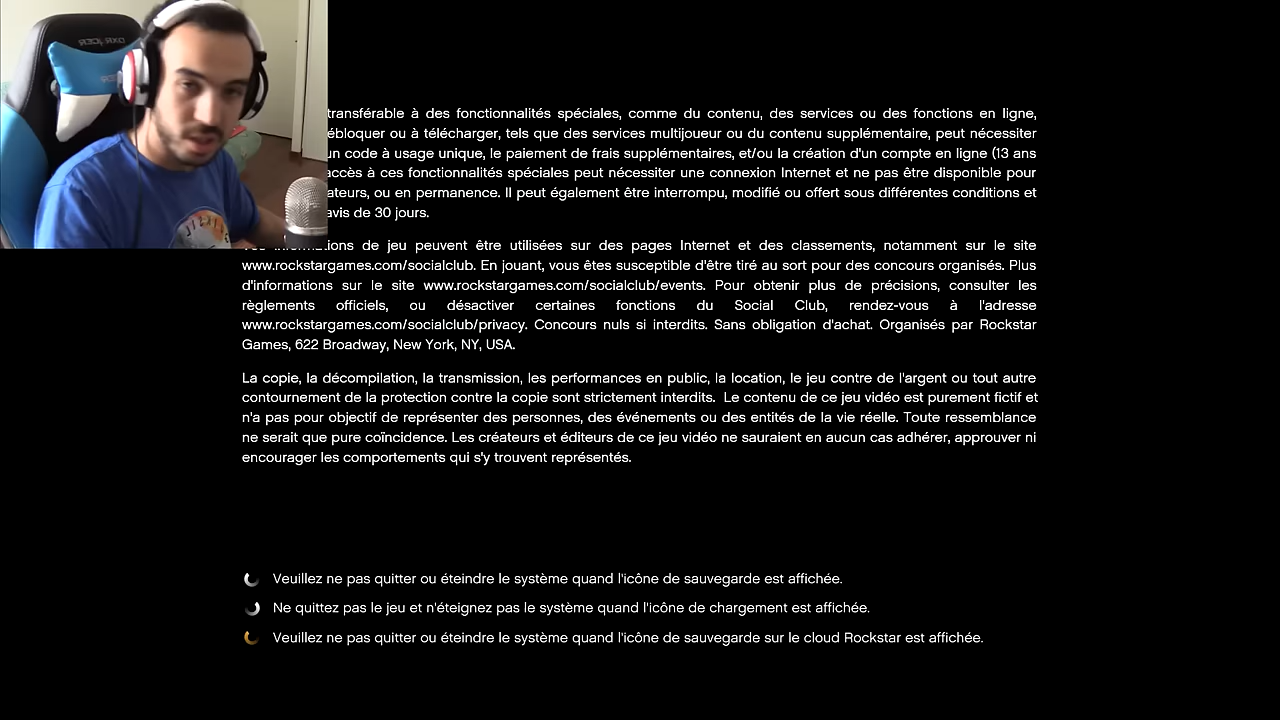 transférable à des fonctionnalités spéciales, comme du contenu, des services ou des fonctions en ligne,
ébloquer ou à télécharger, tels que des services multijoueur ou du contenu supplémentaire, peut nécessiter
un code à usage unique, le paiement de frais supplémentaires, et/ou la création d'un compte en ligne (13 ans
accès à ces fonctionnalités spéciales peut nécessiter une connexion Internet et ne pas être disponible pour
ateurs, ou en permanence. Il peut également être interrompu, modifié ou offert sous différentes conditions et
avis de 30 jours.
informations de jeu peuvent être utilisées sur des pages Internet et des classements, notamment sur le site
www.rockstargames.com/socialclub. En jouant, vous êtes susceptible d'être tiré au sort pour des concours organisés. Plus
d'informations sur le site www.rockstargames.com/socialclub/events. Pour obtenir plus de précisions, consulter les
règlements officiels, ou désactiver certaines fonctions du Social Club, rendez-vous à l'adresse
www.rockstargames.com/socialclub/privacy. Concours nuls si interdits. Sans obligation d'achat. Organisés par Rockstar
Games, 622 Broadway, New York, NY, USA.
La copie, la décompilation, la transmission, les performances en public, la location, le jeu contre de l'argent ou tout autre
contournement de la protection contre la copie sont strictement interdits. Le contenu de ce jeu vidéo est purement fictif et
n'a pas pour objectif de représenter des personnes, des événements ou des entités de la vie réelle. Toute ressemblance
ne serait que pure coïncidence. Les créateurs et éditeurs de ce jeu vidéo ne sauraient en aucun cas adhérer, approuver ni
encourager les comportements qui s'y trouvent représentés.
Veuillez ne pas quitter ou éteindre le système quand l'icône de sauvegarde est affichée.
Ne quittez pas le jeu et n'éteignez pas le système quand l'icône de chargement est affichée.
Veuillez ne pas quitter ou éteindre le système quand l'icône de sauvegarde sur le cloud Rockstar est affichée.